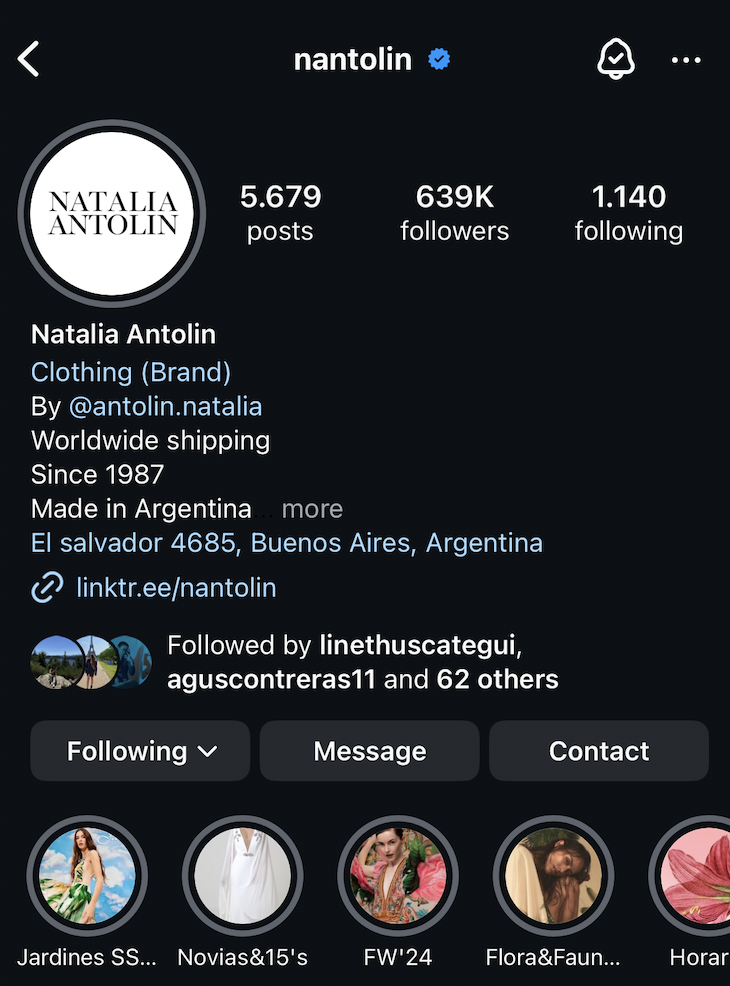 nantolin
NATALIA
ANTOLIN
5.679
posts
639K
followers
1.140
following
Natalia Antolin
Clothing (Brand)
By @antolin.natalia
Worldwide shipping
Since 1987
Made in Argentina... more
El salvador 4685, Buenos Aires, Argentina
linktr.ee/nantolin
Followed by linethuscategui,
aguscontreras11 and 62 others
Following
Message
Contact
Jardines SS...
Novias&15's
FW'24
Flora&Faun...
Horar